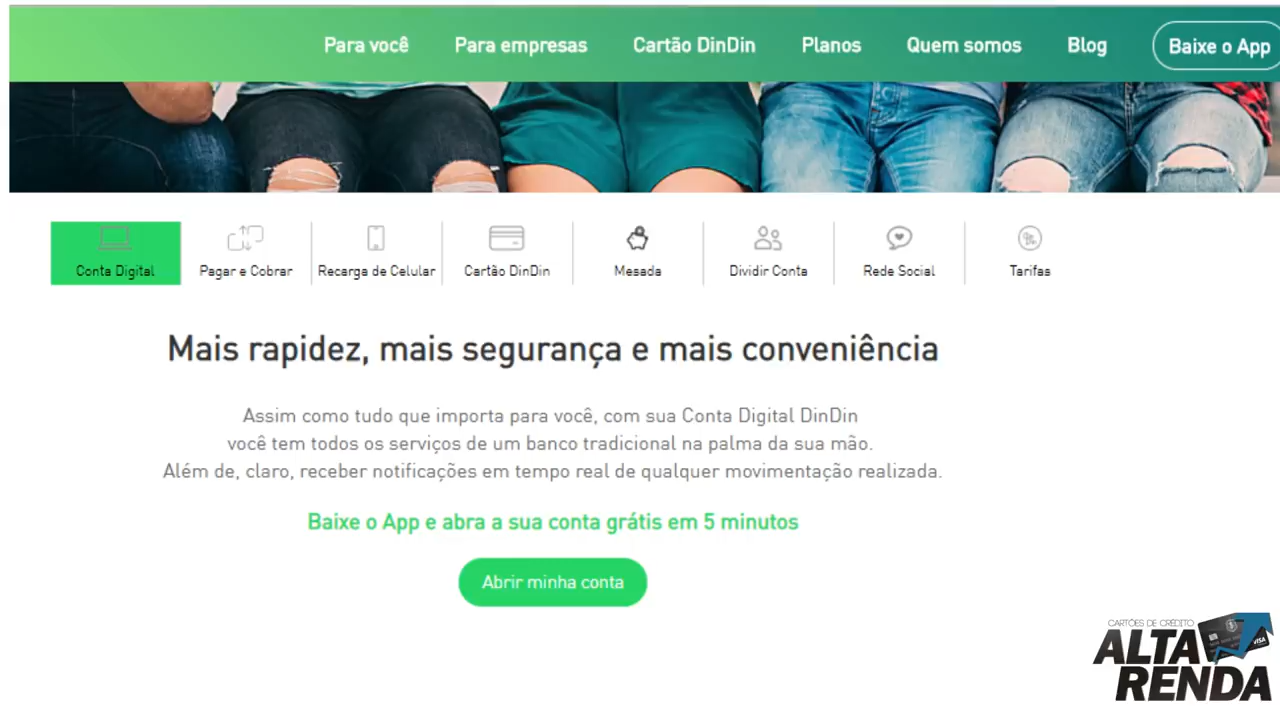 Para você Para empresas Cartão DinDin Planos Quem somos Blog Baixe o App
Conta Digital Pagar e Cobrar Recarga de Celular Cartão DinDin Mesada Dividir Conta Rede Social Tarifas
Mais rapidez, mais segurança e mais conveniência
Assim como tudo que importa para você, com sua Conta Digital DinDin
você tem todos os serviços de um banco tradicional na palma da sua mão.
Além de, claro, receber notificações em tempo real de qualquer movimentação realizada.
Baixe o App e abra a sua conta grátis em 5 minutos
Abrir minha conta
CARTÕES DE CRÉDITO
ALTA
VISA
RENDA